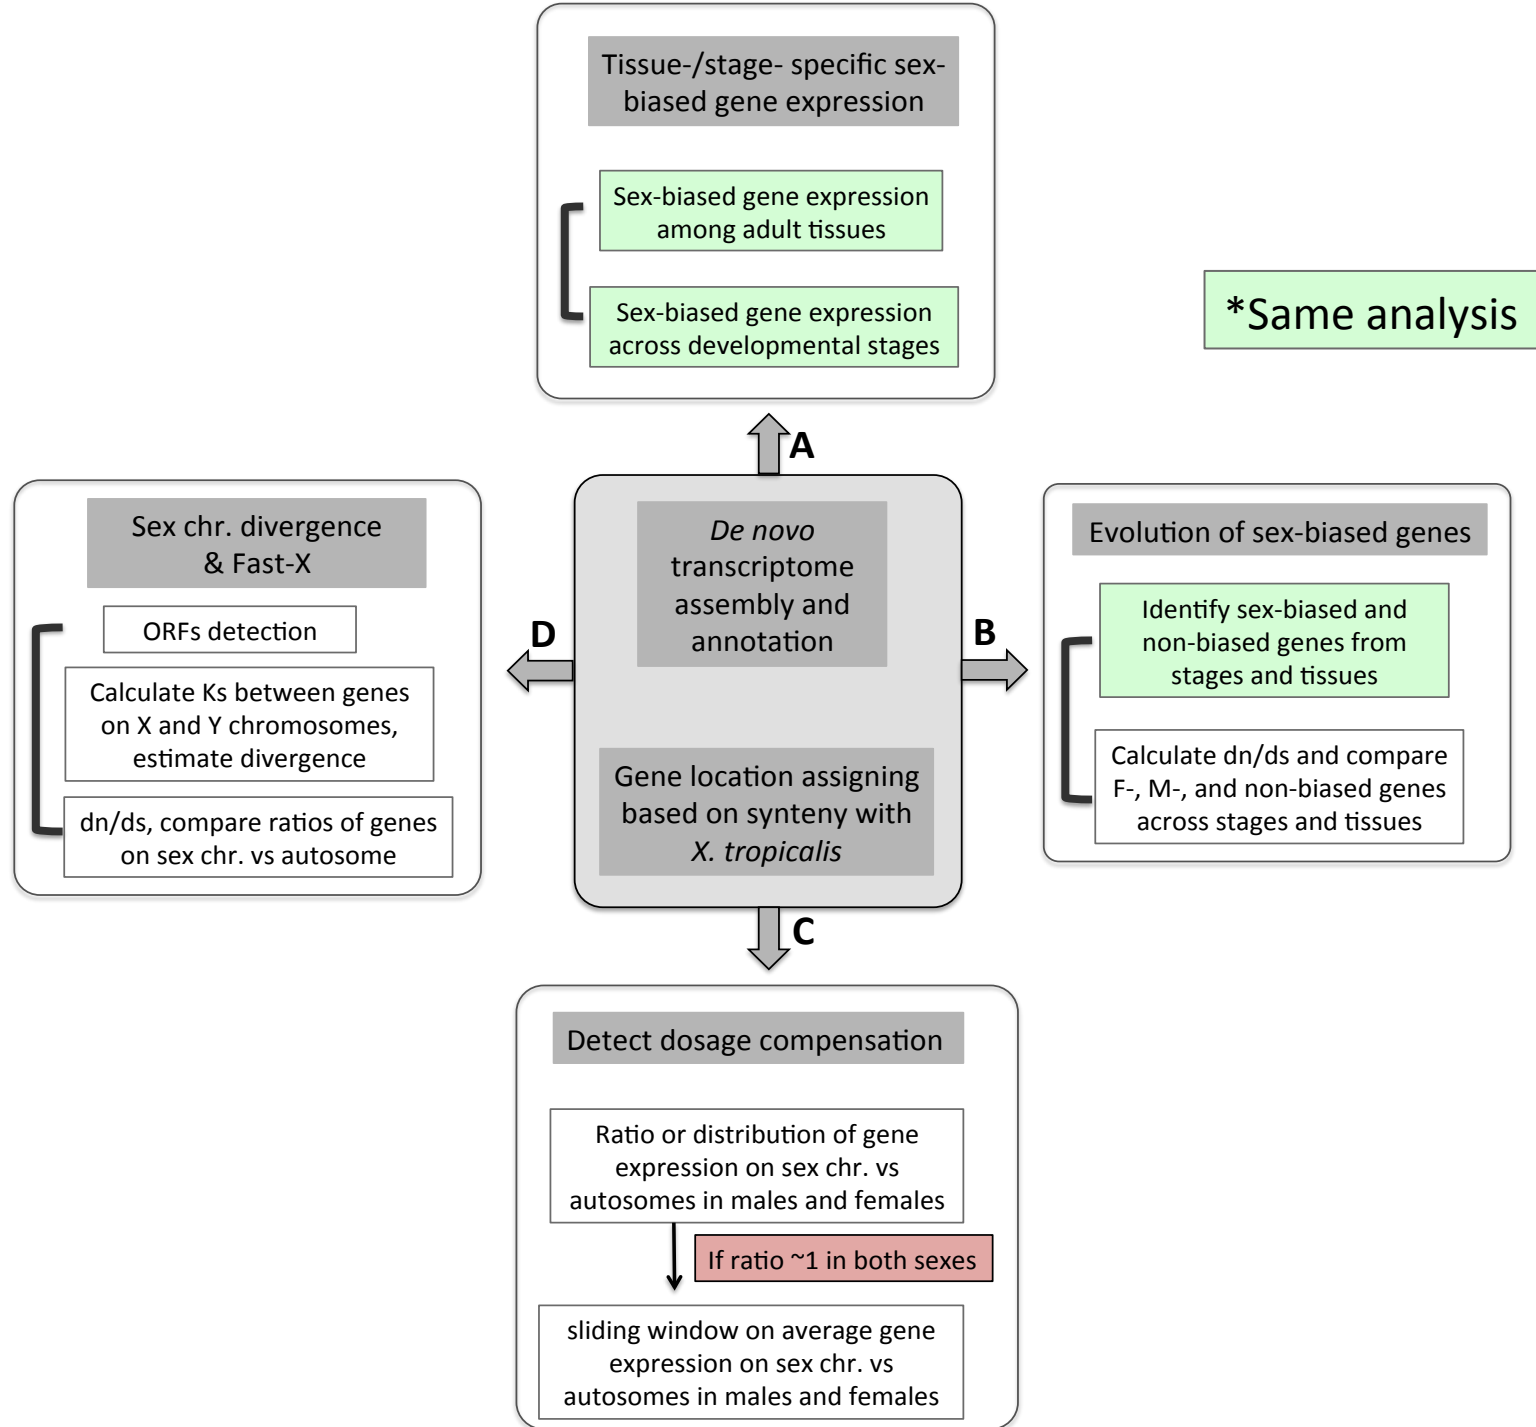 Tissue-/stage- specific sex-
biased gene expression
Sex-biased gene expression
among adult tissues
Sex-biased gene expression
across developmental stages
*Same analysis
A
Sex chr. divergence
& Fast-X
ORFs detection
Calculate Ks between genes
on X and Y chromosomes,
estimate divergence
dn/ds, compare ratios of genes
on sex chr. vs autosome
D
De novo
transcriptome
assembly and
annotation
Gene location assigning
based on synteny with
X. tropicalis
B
Evolution of sex-biased genes
Identify sex-biased and
non-biased genes from
stages and tissues
Calculate dn/ds and compare
F-, M-, and non-biased genes
across stages and tissues
C
Detect dosage compensation
Ratio or distribution of gene
expression on sex chr. vs
autosomes in males and females
If ratio ~1 in both sexes
sliding window on average gene
expression on sex chr. vs
autosomes in males and females